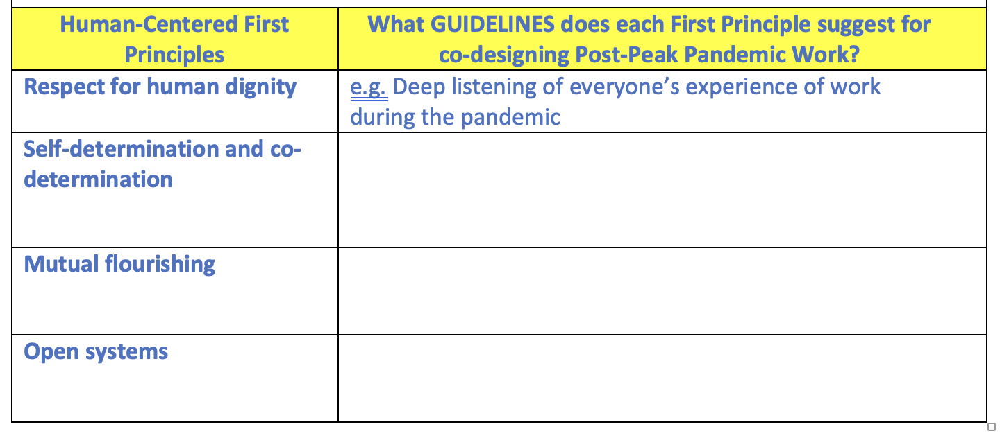 Human-Centered First
Principles
What GUIDELINES does each First Principle suggest for
co-designing Post-Peak Pandemic Work?
Respect for human dignity
e.g. Deep listening of everyone’s experience of work
during the pandemic
Self-determination and co-
determination
Mutual flourishing
Open systems